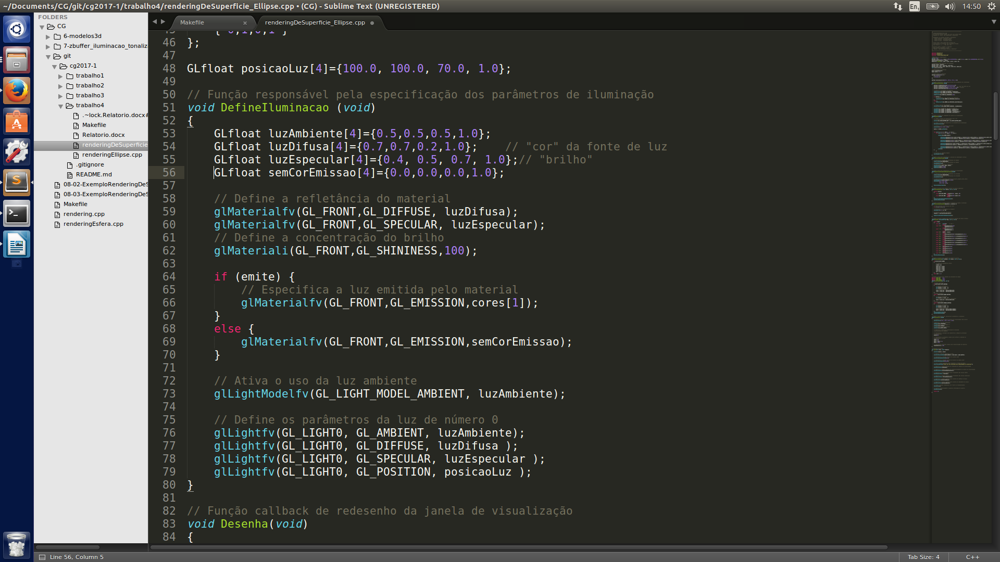 ~/Documents/CG/git/cg2017-1/trabalho4/renderingDeSuperficie_Ellipse.cpp • (CG) - Sublime Text (UNREGISTERED)
En1
14:50
FOLDERS
CG
6-modelos3d
7-zbuffer_iluminacao_tonaliz
git
cg2017-1
trabalho1
trabalho2
trabalho3
trabalho4
.~lock.Relatorio.docx#
Makefile
Relatorio.docx
renderingDeSuperficie
renderingEllipse.cpp
.gitignore
README.md
08-02-ExemploRenderingDeS
08-03-ExemploRenderingDeS
Makefile
rendering.cpp
renderingEsfera.cpp
Makefile
renderingDeSuperficie_Ellipse.cpp
45 { 0,1,0,1 }
46 };
47
48 GLfloat posicaoLuz[4]={100.0, 100.0, 70.0, 1.0};
49
50 // Função responsável pela especificação dos parâmetros de iluminação
51 void DefineIluminacao (void)
52 {
53 GLfloat luzAmbiente[4]={0.5,0.5,0.5,1.0};
54 GLfloat luzDifusa[4]={0.7,0.7,0.2,1.0}; // "cor" da fonte de luz
55 GLfloat luzEspecular[4]={0.4, 0.5, 0.7, 1.0};// "brilho"
56 GLfloat semCorEmissao[4]={0.0,0.0,0.0,1.0};
57
58 // Define a refletância do material
59 glMaterialfv(GL_FRONT,GL_DIFFUSE, luzDifusa);
60 glMaterialfv(GL_FRONT,GL_SPECULAR, luzEspecular);
61 // Define a concentração do brilho
62 glMateriali(GL_FRONT,GL_SHININESS,100);
63
64 if (emite) {
65 // Especifica a luz emitida pelo material
66 glMaterialfv(GL_FRONT,GL_EMISSION,cores[1]);
67 }
68 else {
69 glMaterialfv(GL_FRONT,GL_EMISSION,semCorEmissao);
70 }
71
72 // Ativa o uso da luz ambiente
73 glLightModelfv(GL_LIGHT_MODEL_AMBIENT, luzAmbiente);
74
75 // Define os parâmetros da luz de número 0
76 glLightfv(GL_LIGHT0, GL_AMBIENT, luzAmbiente);
77 glLightfv(GL_LIGHT0, GL_DIFFUSE, luzDifusa );
78 glLightfv(GL_LIGHT0, GL_SPECULAR, luzEspecular );
79 glLightfv(GL_LIGHT0, GL_POSITION, posicaoLuz );
80 }
81
82 // Função callback de redesenho da janela de visualização
83 void Desenha(void)
84 {
Line 56, Column 5
Tab Size: 4
C++